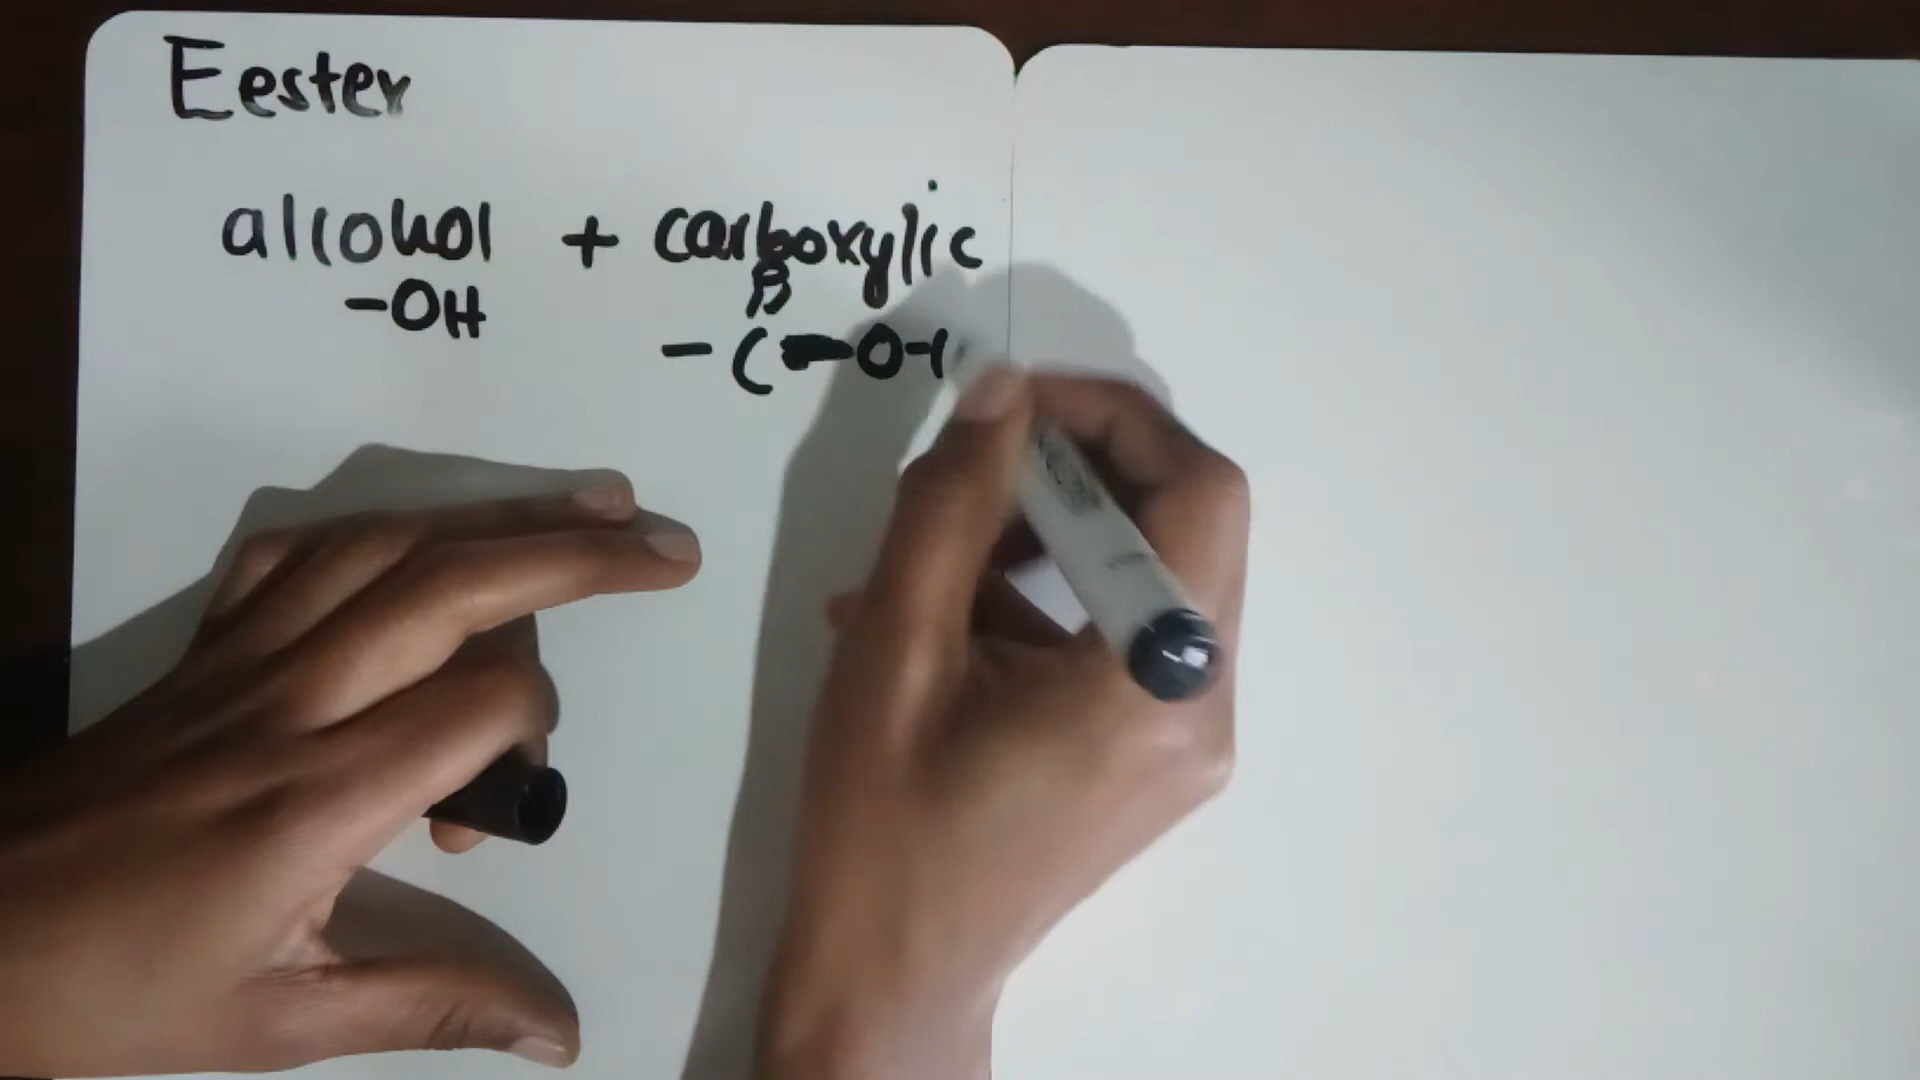 Eester
alcohol + carboxylic
-OH
-C-O-